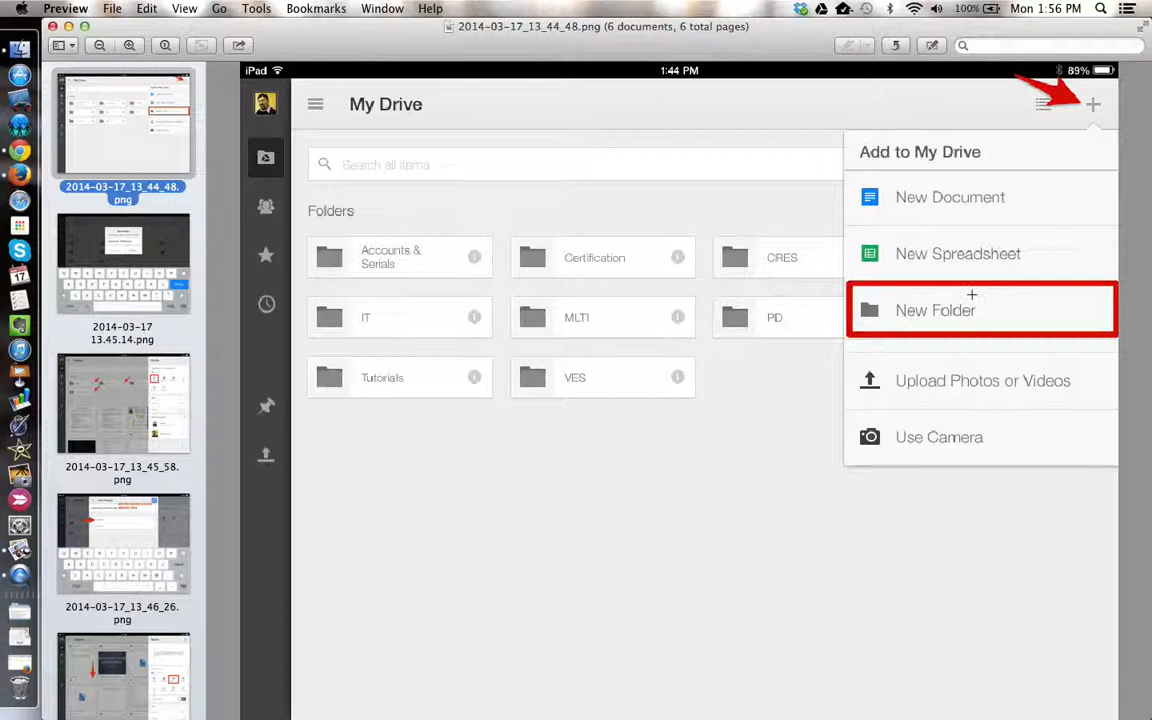 Preview File Edit View Go Tools Bookmarks Window Help 100% Mon 1:56 PM
2014-03-17_13_44_48.png (6 documents, 6 total pages)
iPad 1:44 PM 89%
My Drive
Add to My Drive
Search all items
New Document
Folders
New Spreadsheet
Accounts &
Serials
Certification
CRES
New Folder
IT
MLTI
PD
Tutorials
VES
Upload Photos or Videos
Use Camera
2014-03-17_13_44_48.
png
2014-03-17
13.45.14.png
2014-03-17_13_45_58.
png
2014-03-17_13_46_26.
png